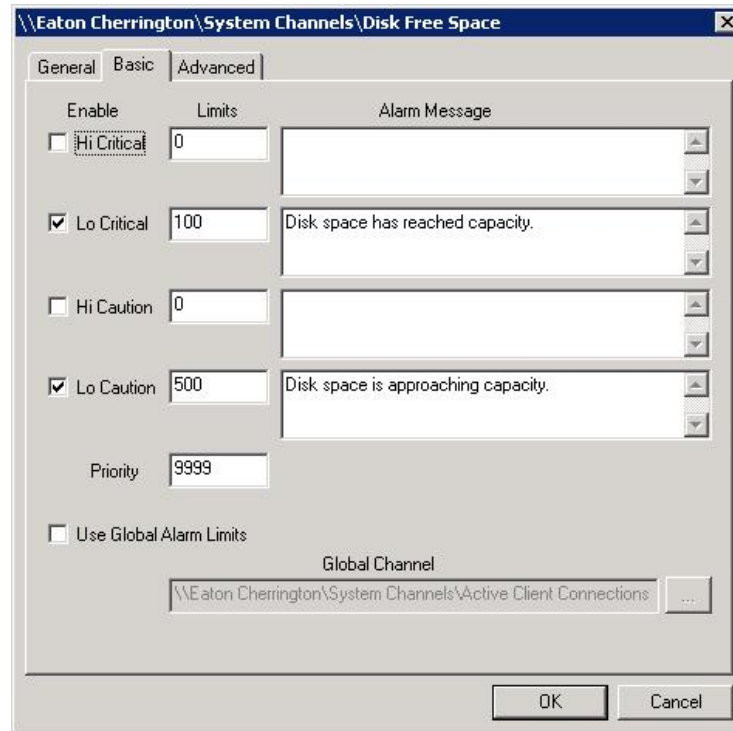 \\Eaton Cherrington\System Channels\Disk Free Space
General Basic Advanced
Enable Limits Alarm Message
Hi Critical 0
Lo Critical 100 Disk space has reached capacity.
Hi Caution 0
Lo Caution 500 Disk space is approaching capacity.
Priority 9999
Use Global Alarm Limits
Global Channel
\\Eaton Cherrington\System Channels\Active Client Connections ...
OK Cancel